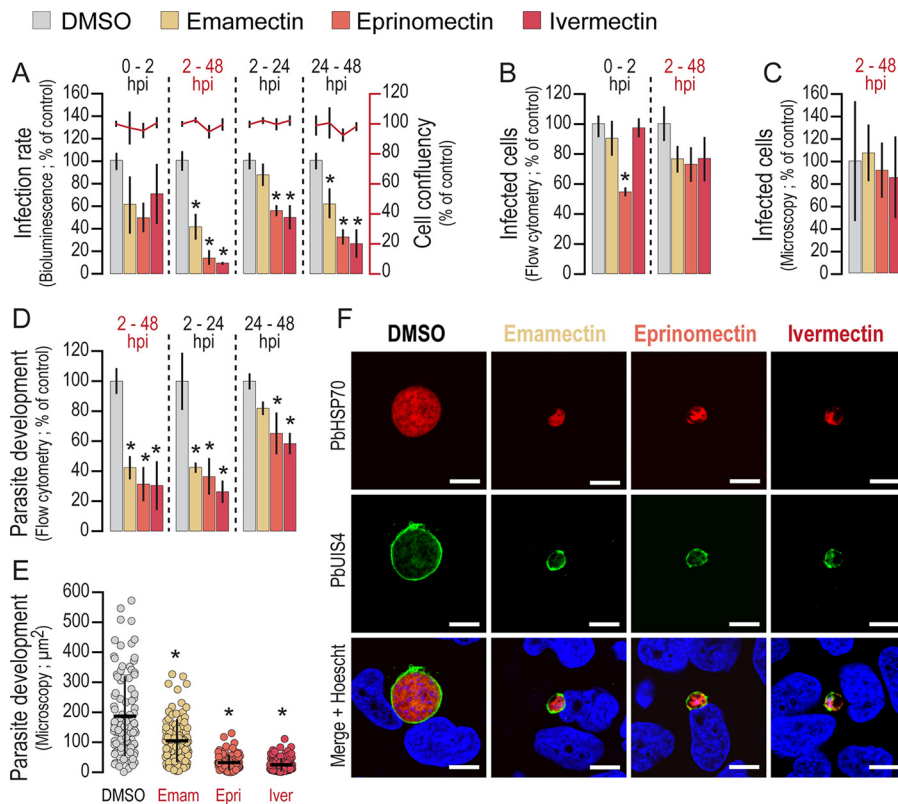 DMSO Emamectin Eprinomectin Ivermectin
A
0 - 2 hpi
2 - 48 hpi
2 - 24 hpi
24 - 48 hpi
Infection rate
(Bioluminescence ; % of control)
160
140
120
100
80
60
40
20
0
* * * * * * * *
120
100
80
60
40
20
0
Cell confluency
(% of control)
B
0 - 2 hpi
2 - 48 hpi
Infected cells
(Flow cytometry ; % of control)
120
100
80
60
40
20
0
*
C
2 - 48 hpi
Infected cells
(Microscopy ; % of control)
160
140
120
100
80
60
40
20
0
D
2 - 48 hpi
2 - 24 hpi
24 - 48 hpi
Parasite development
(Flow cytometry ; % of control)
120
100
80
60
40
20
0
* * * * * * * *
E
Parasite development
(Microscopy ; µm²)
600
500
400
300
200
100
0
* * *
DMSO Emam Epri Iver
F
DMSO Emamectin Eprinomectin Ivermectin
PbHSP70
PbUIS4
Merge + Hoescht